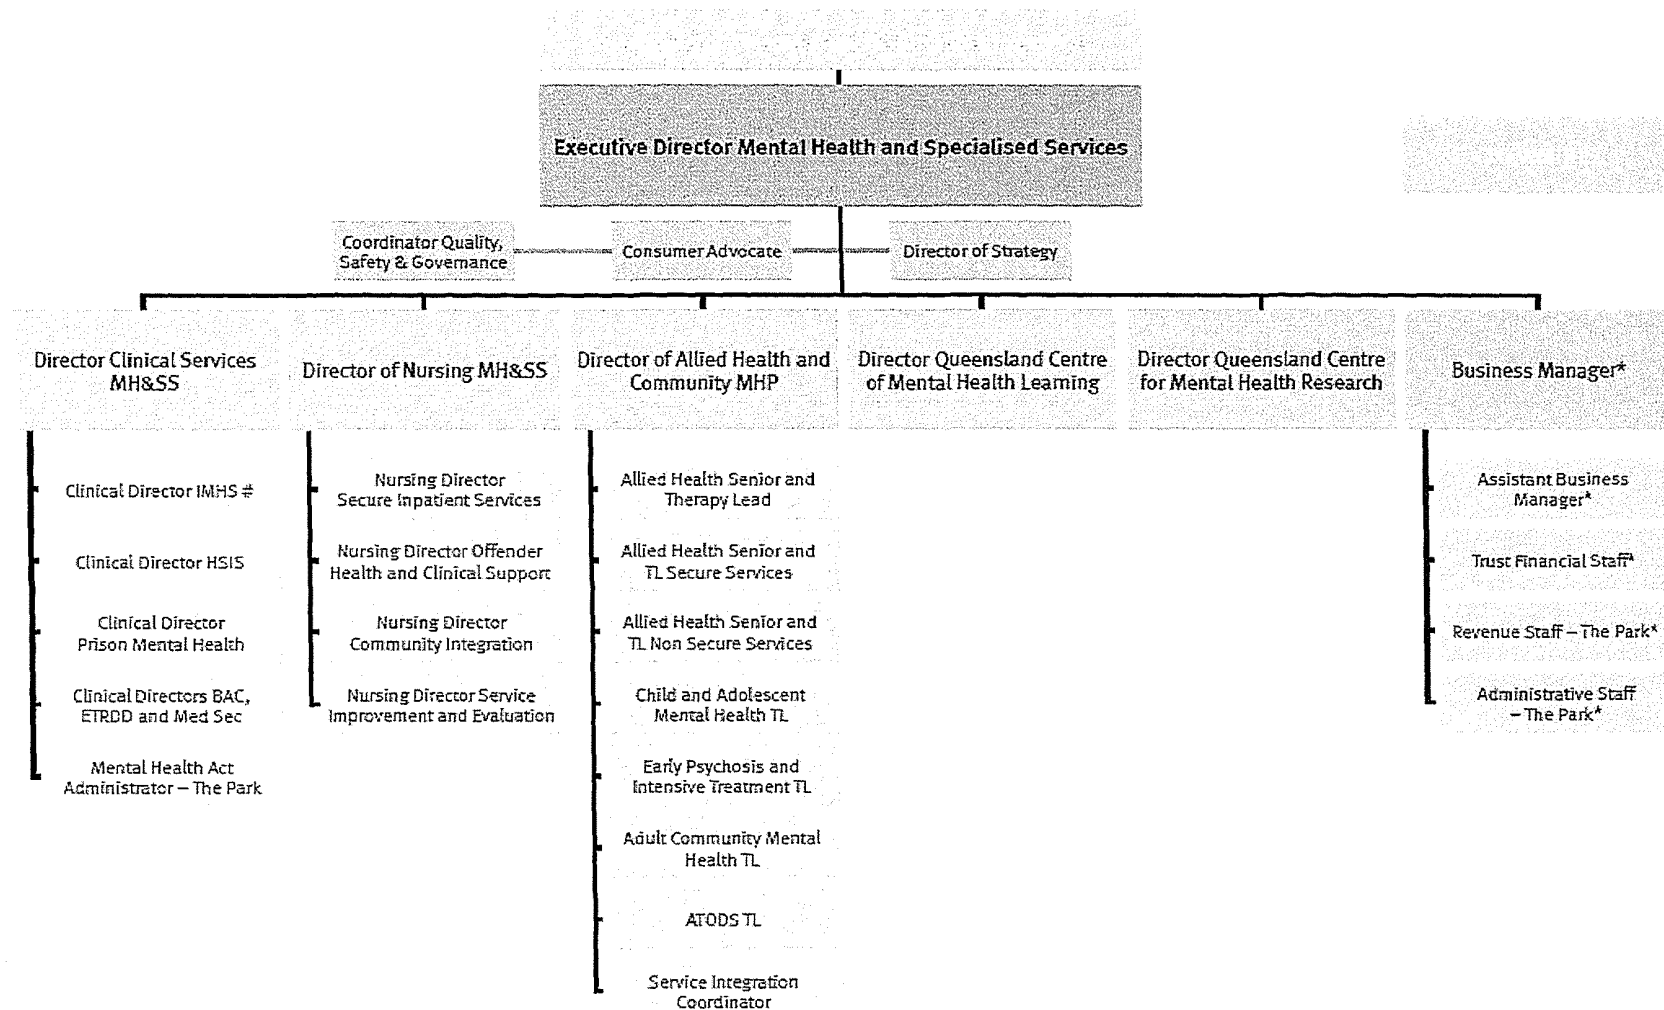 Executive Director Mental Health and Specialised Services
Coordinator Quality,
Safety & Governance
Consumer Advocate
Director of Strategy
Director Clinical Services
MH&SS
Director of Nursing MH&SS
Director of Allied Health and
Community MHP
Director Queensland Centre
of Mental Health Learning
Director Queensland Centre
for Mental Health Research
Business Manager*
Clinical Director IMHS #
Clinical Director HSIS
Clinical Director
Prison Mental Health
Clinical Directors BAC,
ETRDD and Med Sec
Mental Health Act
Administrator – The Park
Nursing Director
Secure Inpatient Services
Nursing Director Offender
Health and Clinical Support
Nursing Director
Community Integration
Nursing Director Service
Improvement and Evaluation
Allied Health Senior and
Therapy Lead
Allied Health Senior and
TL Secure Services
Allied Health Senior and
TL Non Secure Services
Child and Adolescent
Mental Health TL
Early Psychosis and
Intensive Treatment TL
Adult Community Mental
Health TL
ATODS TL
Service Integration
Coordinator
Assistant Business
Manager*
Trust Financial Staff*
Revenue Staff – The Park*
Administrative Staff
– The Park*